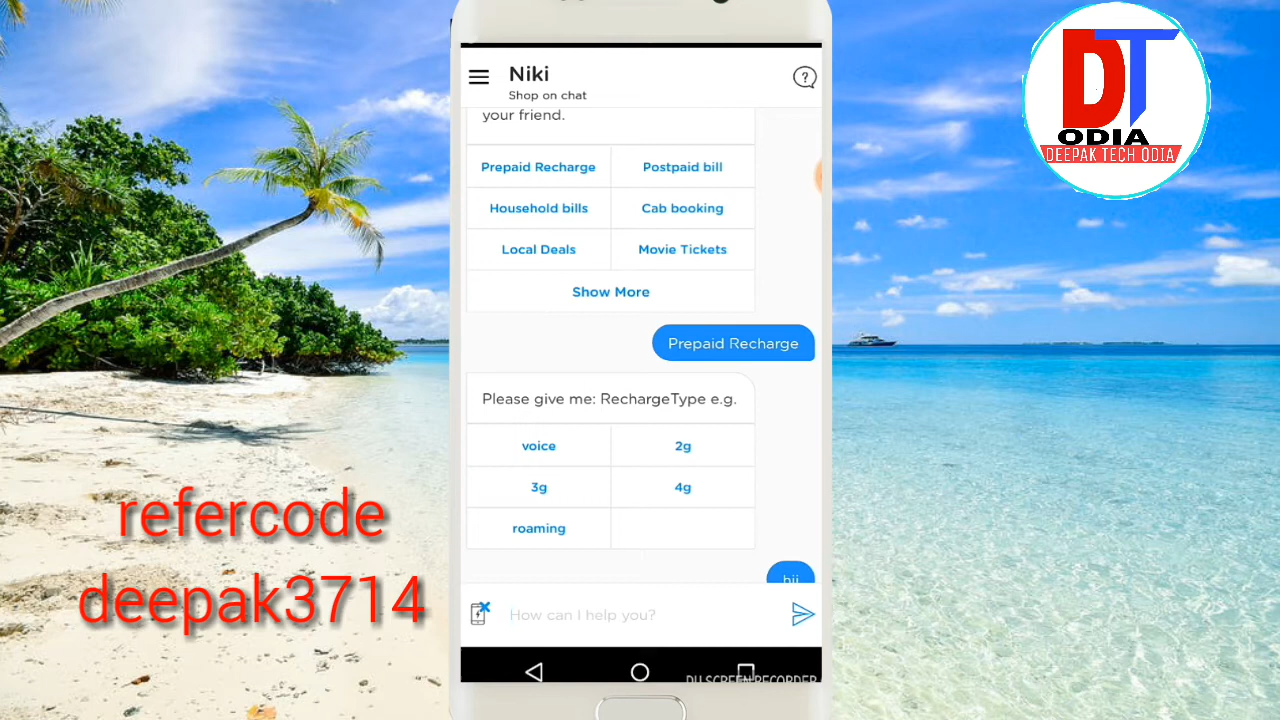 DT
ODIA
DEEPAK TECH ODIA
Niki
Shop on chat
your friend.
Prepaid Recharge
Postpaid bill
Household bills
Cab booking
Local Deals
Movie Tickets
Show More
Prepaid Recharge
Please give me: RechargeType e.g.
voice
2g
3g
4g
roaming
hii
How can I help you?
DU SCREEN RECORDER
refercode
deepak3714